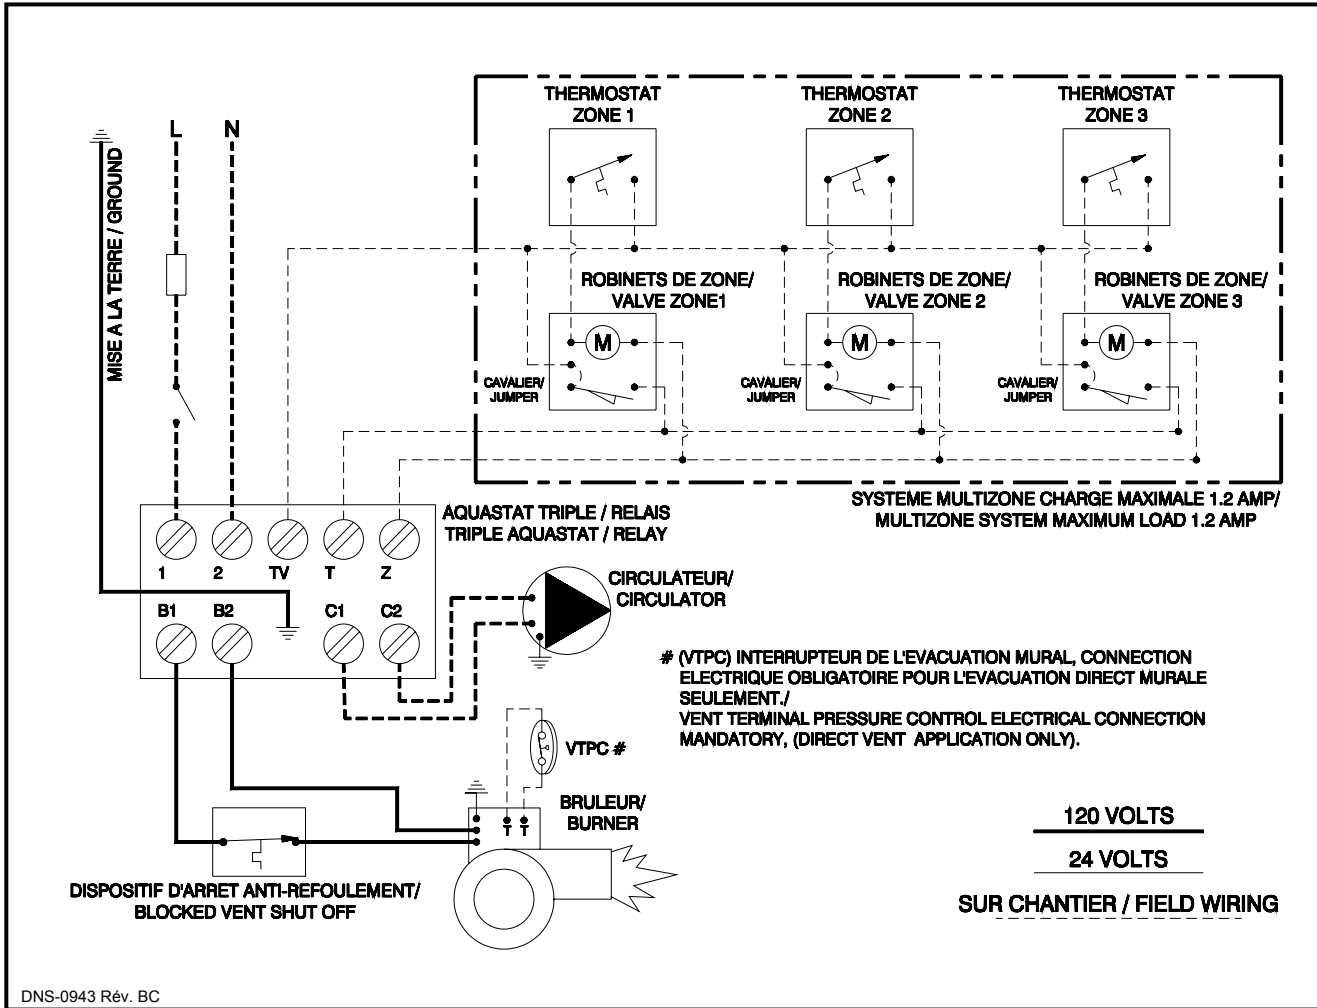 THERMOSTAT
ZONE 1
THERMOSTAT
ZONE 2
THERMOSTAT
ZONE 3
L
N
MISE A LA TERRE / GROUND
ROBINETS DE ZONE/
VALVE ZONE1
ROBINETS DE ZONE/
VALVE ZONE 2
ROBINETS DE ZONE/
VALVE ZONE 3
M
M
M
CAVALIER/
JUMPER
CAVALIER/
JUMPER
CAVALIER/
JUMPER
SYSTEME MULTIZONE CHARGE MAXIMALE 1.2 AMP/
MULTIZONE SYSTEM MAXIMUM LOAD 1.2 AMP
AQUASTAT TRIPLE / RELAIS
TRIPLE AQUASTAT / RELAY
1
2
TV
T
Z
B1
B2
C1
C2
CIRCULATEUR/
CIRCULATOR
# (VTPC) INTERRUPTEUR DE L'EVACUATION MURAL, CONNECTION
ELECTRIQUE OBLIGATOIRE POUR L'EVACUATION DIRECT MURALE
SEULEMENT./
VENT TERMINAL PRESSURE CONTROL ELECTRICAL CONNECTION
MANDATORY, (DIRECT VENT APPLICATION ONLY).
VTPC #
BRULEUR/
BURNER
T T
DISPOSITIF D'ARRET ANTI-REFOULEMENT/
BLOCKED VENT SHUT OFF
120 VOLTS
24 VOLTS
SUR CHANTIER / FIELD WIRING
DNS-0943 Rév. BC